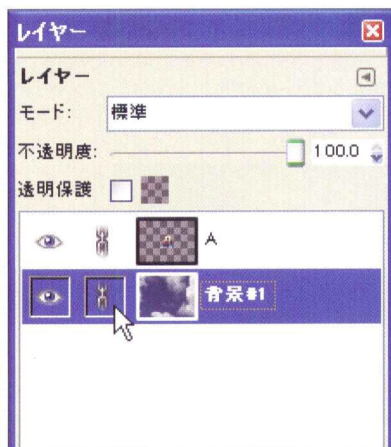 レイヤー
レイヤー
モード: 標準
不透明度: 100.0
透明保護
A
背景#1